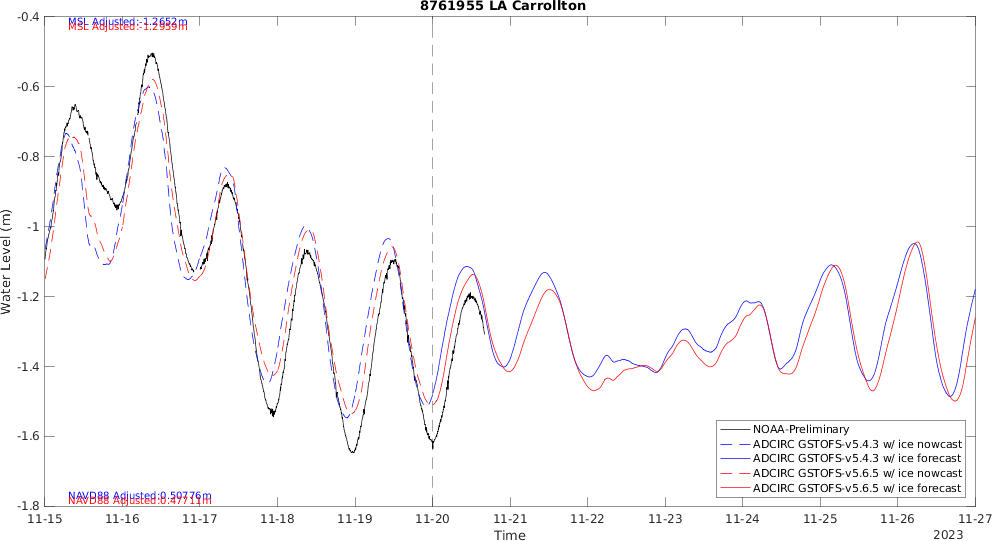 8761955 LA Carrollton
MSL Adjusted:-1.2652m
MSL Adjusted:-1.2959m
Water Level (m)
-0.4
-0.6
-0.8
-1
-1.2
-1.4
-1.6
-1.8
NOAA-Preliminary
ADCIRC GSTOFS-v5.4.3 w/ ice nowcast
ADCIRC GSTOFS-v5.4.3 w/ ice forecast
ADCIRC GSTOFS-v5.6.5 w/ ice nowcast
ADCIRC GSTOFS-v5.6.5 w/ ice forecast
NAVD88 Adjusted:0.50776m
NAVD88 Adjusted:0.47711m
11-15 11-16 11-17 11-18 11-19 11-20 11-21 11-22 11-23 11-24 11-25 11-26 11-27
Time
2023